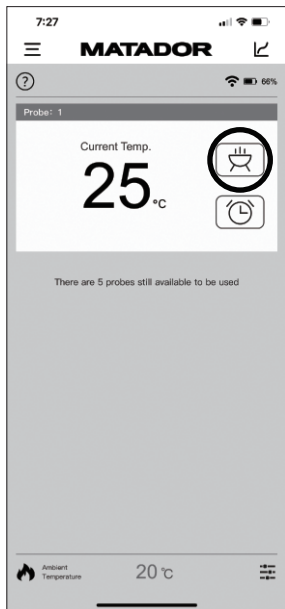 7:27
MATADOR
?
66%
Probe: 1
Current Temp.
25°C
There are 5 probes still available to be used
Ambient
Temperature
20 °C